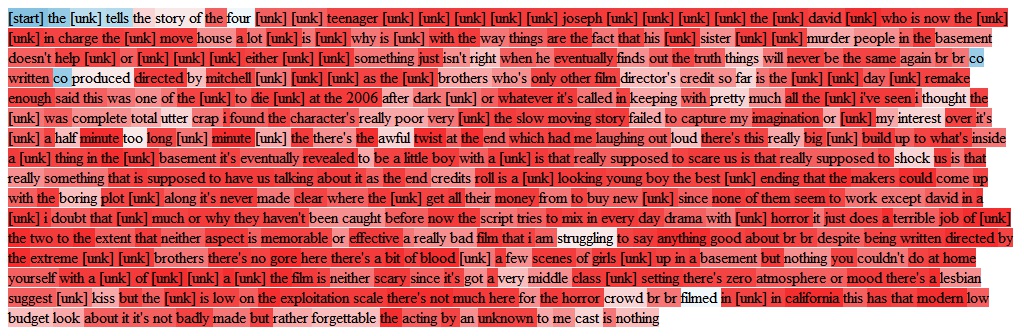 [start] the [unk] tells the story of the four [unk] [unk] teenager [unk] [unk] [unk] [unk] [unk] joseph [unk] [unk] [unk] [unk] the [unk] david [unk] who is now the [unk]
[unk] in charge the [unk] move house a lot [unk] is [unk] why is [unk] with the way things are the fact that his [unk] sister [unk] [unk] murder people in the basement
doesn't help [unk] or [unk] [unk] [unk] either [unk] [unk] something just isn't right when he eventually finds out the truth things will never be the same again br br co
written co produced directed by mitchell [unk] [unk] [unk] as the [unk] brothers who's only other film director's credit so far is the [unk] [unk] day [unk] remake
enough said this was one of the [unk] to die [unk] at the 2006 after dark [unk] or whatever it's called in keeping with pretty much all the [unk] i've seen i thought the
[unk] was complete total utter crap i found the character's really poor very [unk] the slow moving story failed to capture my imagination or [unk] my interest over it's
[unk] a half minute too long [unk] minute [unk] the there's the awful twist at the end which had me laughing out loud there's this really big [unk] build up to what's inside
a [unk] thing in the [unk] basement it's eventually revealed to be a little boy with a [unk] is that really supposed to scare us is that really supposed to shock us is that
really something that is supposed to have us talking about it as the end credits roll is a [unk] looking young boy the best [unk] ending that the makers could come up
with the boring plot [unk] along it's never made clear where the [unk] get all their money from to buy new [unk] since none of them seem to work except david in a
[unk] i doubt that [unk] much or why they haven't been caught before now the script tries to mix in every day drama with [unk] horror it just does a terrible job of [unk]
the two to the extent that neither aspect is memorable or effective a really bad film that i am struggling to say anything good about br br despite being written directed by
the extreme [unk] [unk] brothers there's no gore here there's a bit of blood [unk] a few scenes of girls [unk] up in a basement but nothing you couldn't do at home
yourself with a [unk] of [unk] [unk] a [unk] the film is neither scary since it's got a very middle class [unk] setting there's zero atmosphere or mood there's a lesbian
suggest [unk] kiss but the [unk] is low on the exploitation scale there's not much here for the horror crowd br br filmed in [unk] in california this has that modern low
budget look about it it's not badly made but rather forgettable the acting by an unknown to me cast is nothing